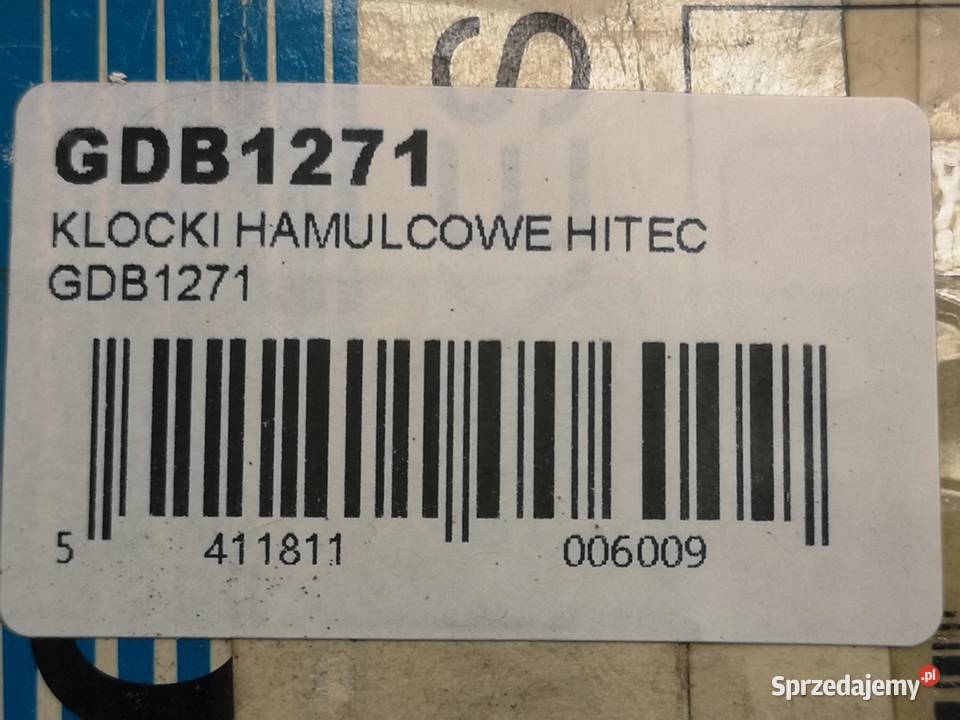 GDB1271
KLOCKI HAMULCOWE HITEC
GDB1271
5 411811 006009
Sprzedajemy.pl